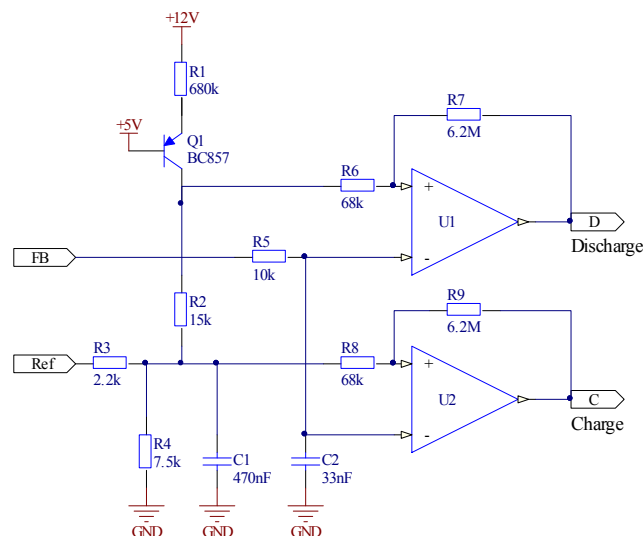 +12V
R1
680k
+5V
Q1
BC857
R7
6.2M
R6
68k
+
U1
-
D
Discharge
FB
R5
10k
R2
15k
R9
6.2M
Ref
R3
2.2k
R8
68k
+
U2
-
C
Charge
R4
7.5k
C1
470nF
C2
33nF
GND
GND
GND